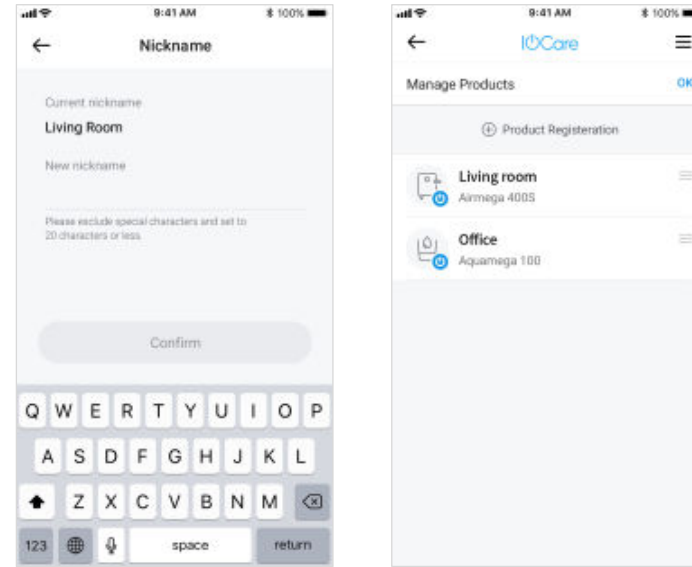 9:41 AM
100%
Nickname
Current nickname
Living Room
New nickname
Please exclude special characters and set to
20 characters or less.
Confirm
Q W E R T Y U I O P
A S D F G H J K L
Z X C V B N M
123 space return
9:41 AM
100%
IOCare
Manage Products
OK
Product Registeration
Living room
Airmega 400S
Office
Aquamega 100